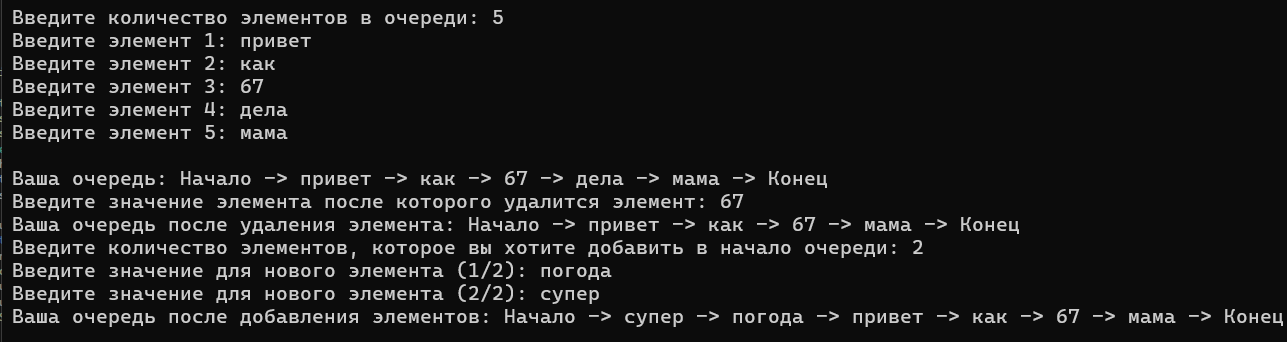 Введите количество элементов в очереди: 5
Введите элемент 1: привет
Введите элемент 2: как
Введите элемент 3: 67
Введите элемент 4: дела
Введите элемент 5: мама
Ваша очередь: Начало -> привет -> как -> 67 -> дела -> мама -> Конец
Введите значение элемента после которого удалится элемент: 67
Ваша очередь после удаления элемента: Начало -> привет -> как -> 67 -> мама -> Конец
Введите количество элементов, которое вы хотите добавить в начало очереди: 2
Введите значение для нового элемента (1/2): погода
Введите значение для нового элемента (2/2): супер
Ваша очередь после добавления элементов: Начало -> супер -> погода -> привет -> как -> 67 -> мама -> Конец